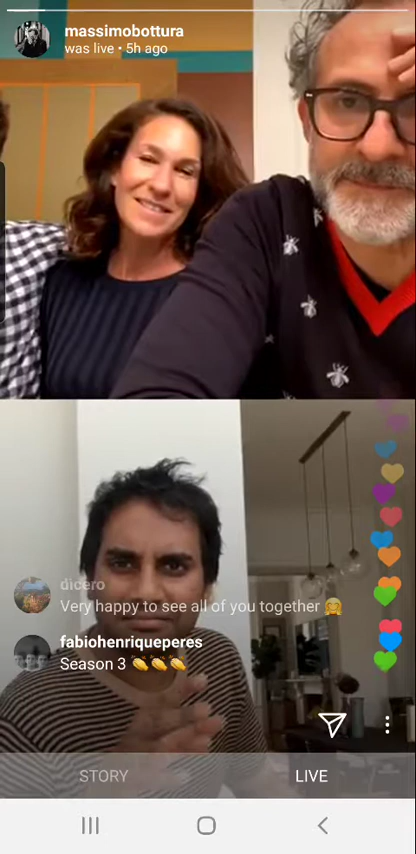 massimobottura
was live • 5h ago
dicero
Very happy to see all of you together 🤗
fabiohenriqueperes
Season 3 👏👏👏
STORY
LIVE